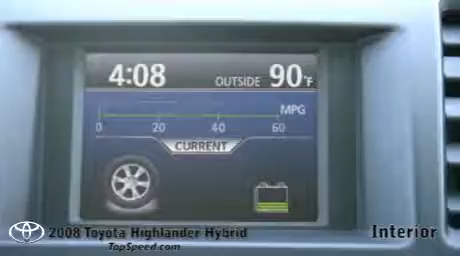 4:08 OUTSIDE 90°F
MPG
0 20 40 60
CURRENT
2008 Toyota Highlander Hybrid Interior
TopSpeed.com